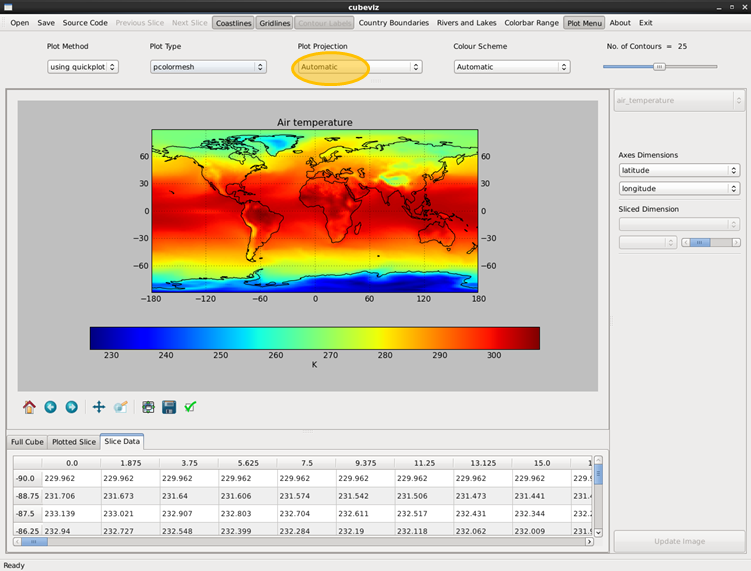 cubeviz
Open Save Source Code Previous Slice Next Slice Coastlines Gridlines Contour Labels Country Boundaries Rivers and Lakes Colorbar Range Plot Menu About Exit
Plot Method Plot Type Plot Projection Colour Scheme No. of Contours = 25
using quickplot pcolormesh Automatic Automatic
air_temperature
Air temperature
60 60
30 30
0 0
−30 −30
−60 −60
−180 −120 −60 0 60 120 180
230 240 250 260 270 280 290 300
K
Axes Dimensions
latitude
longitude
Sliced Dimension
Full Cube Plotted Slice Slice Data
0.0 1.875 3.75 5.625 7.5 9.375 11.25 13.125 15.0 1
-90.0 229.962 229.962 229.962 229.962 229.962 229.962 229.962 229.962 229.962 229.9
-88.75 231.706 231.673 231.64 231.606 231.574 231.542 231.506 231.473 231.441 231.4
-87.5 233.139 233.021 232.907 232.803 232.704 232.611 232.517 232.431 232.344 232.2
-86.25 232.94 232.727 232.548 232.399 232.284 232.19 232.118 232.062 232.009 231.9
Update Image
Ready